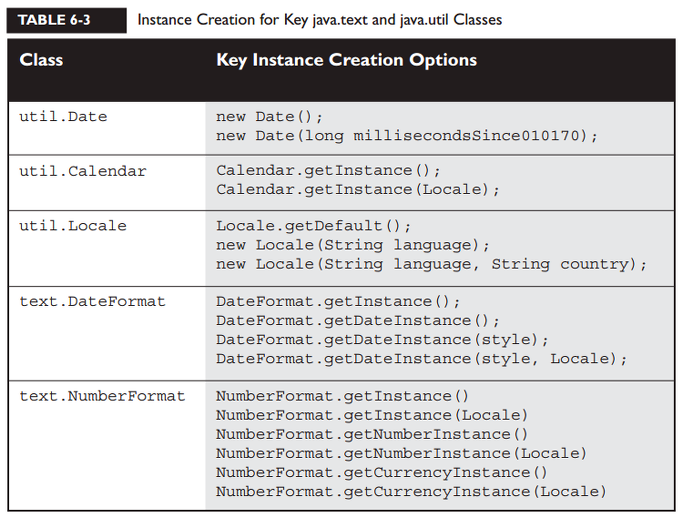 TABLE 6-3 Instance Creation for Key java.text and java.util Classes
Class Key Instance Creation Options
util.Date new Date();
new Date(long millisecondsSince010170);
util.Calendar Calendar.getInstance();
Calendar.getInstance(Locale);
util.Locale Locale.getDefault();
new Locale(String language);
new Locale(String language, String country);
text.DateFormat DateFormat.getInstance();
DateFormat.getDateInstance();
DateFormat.getDateInstance(style);
DateFormat.getDateInstance(style, Locale);
text.NumberFormat NumberFormat.getInstance()
NumberFormat.getInstance(Locale)
NumberFormat.getNumberInstance()
NumberFormat.getNumberInstance(Locale)
NumberFormat.getCurrencyInstance()
NumberFormat.getCurrencyInstance(Locale)